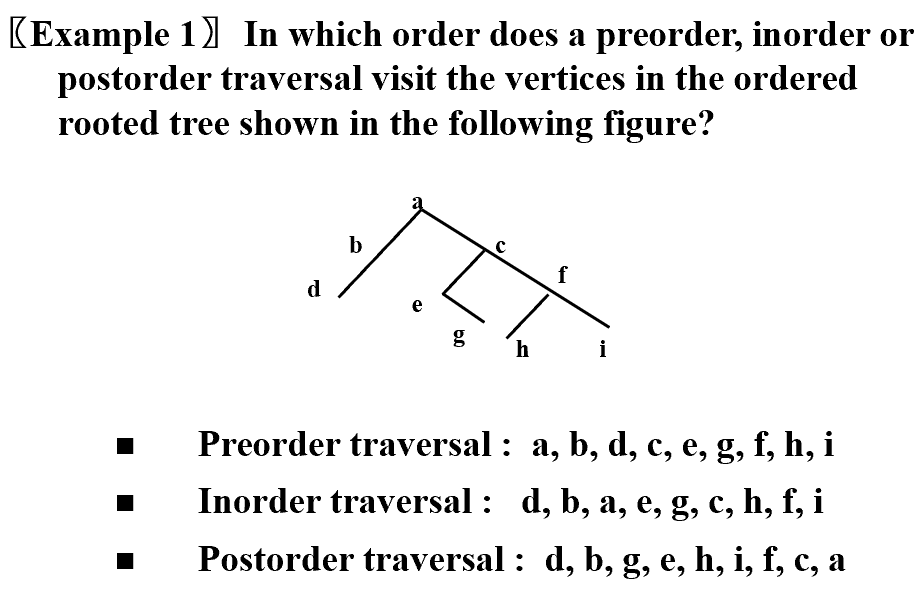 〖Example 1〗 In which order does a preorder, inorder or
postorder traversal visit the vertices in the ordered
rooted tree shown in the following figure?
a
b
c
d
f
e
g
h
i
■ Preorder traversal : a, b, d, c, e, g, f, h, i
■ Inorder traversal : d, b, a, e, g, c, h, f, i
■ Postorder traversal : d, b, g, e, h, i, f, c, a